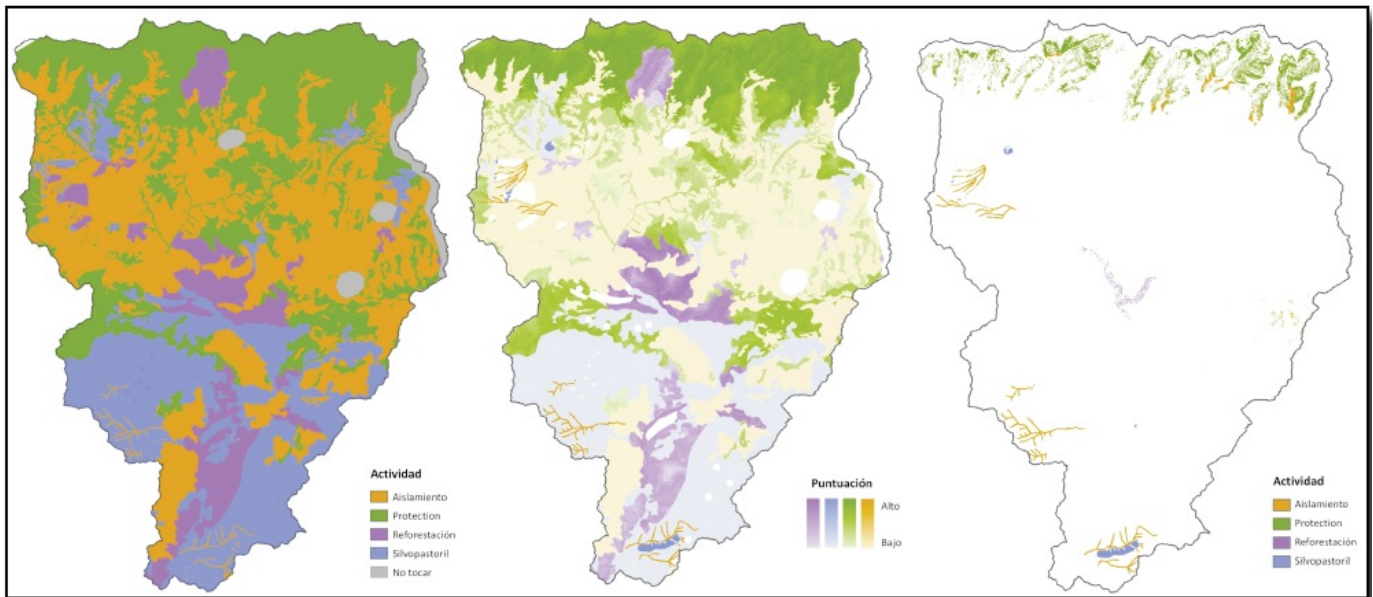 Actividad
Aislamiento
Protection
Reforestación
Silvopastoril
No tocar
Puntuación
Alto
Bajo
Actividad
Aislamiento
Protection
Reforestación
Silvopastoril